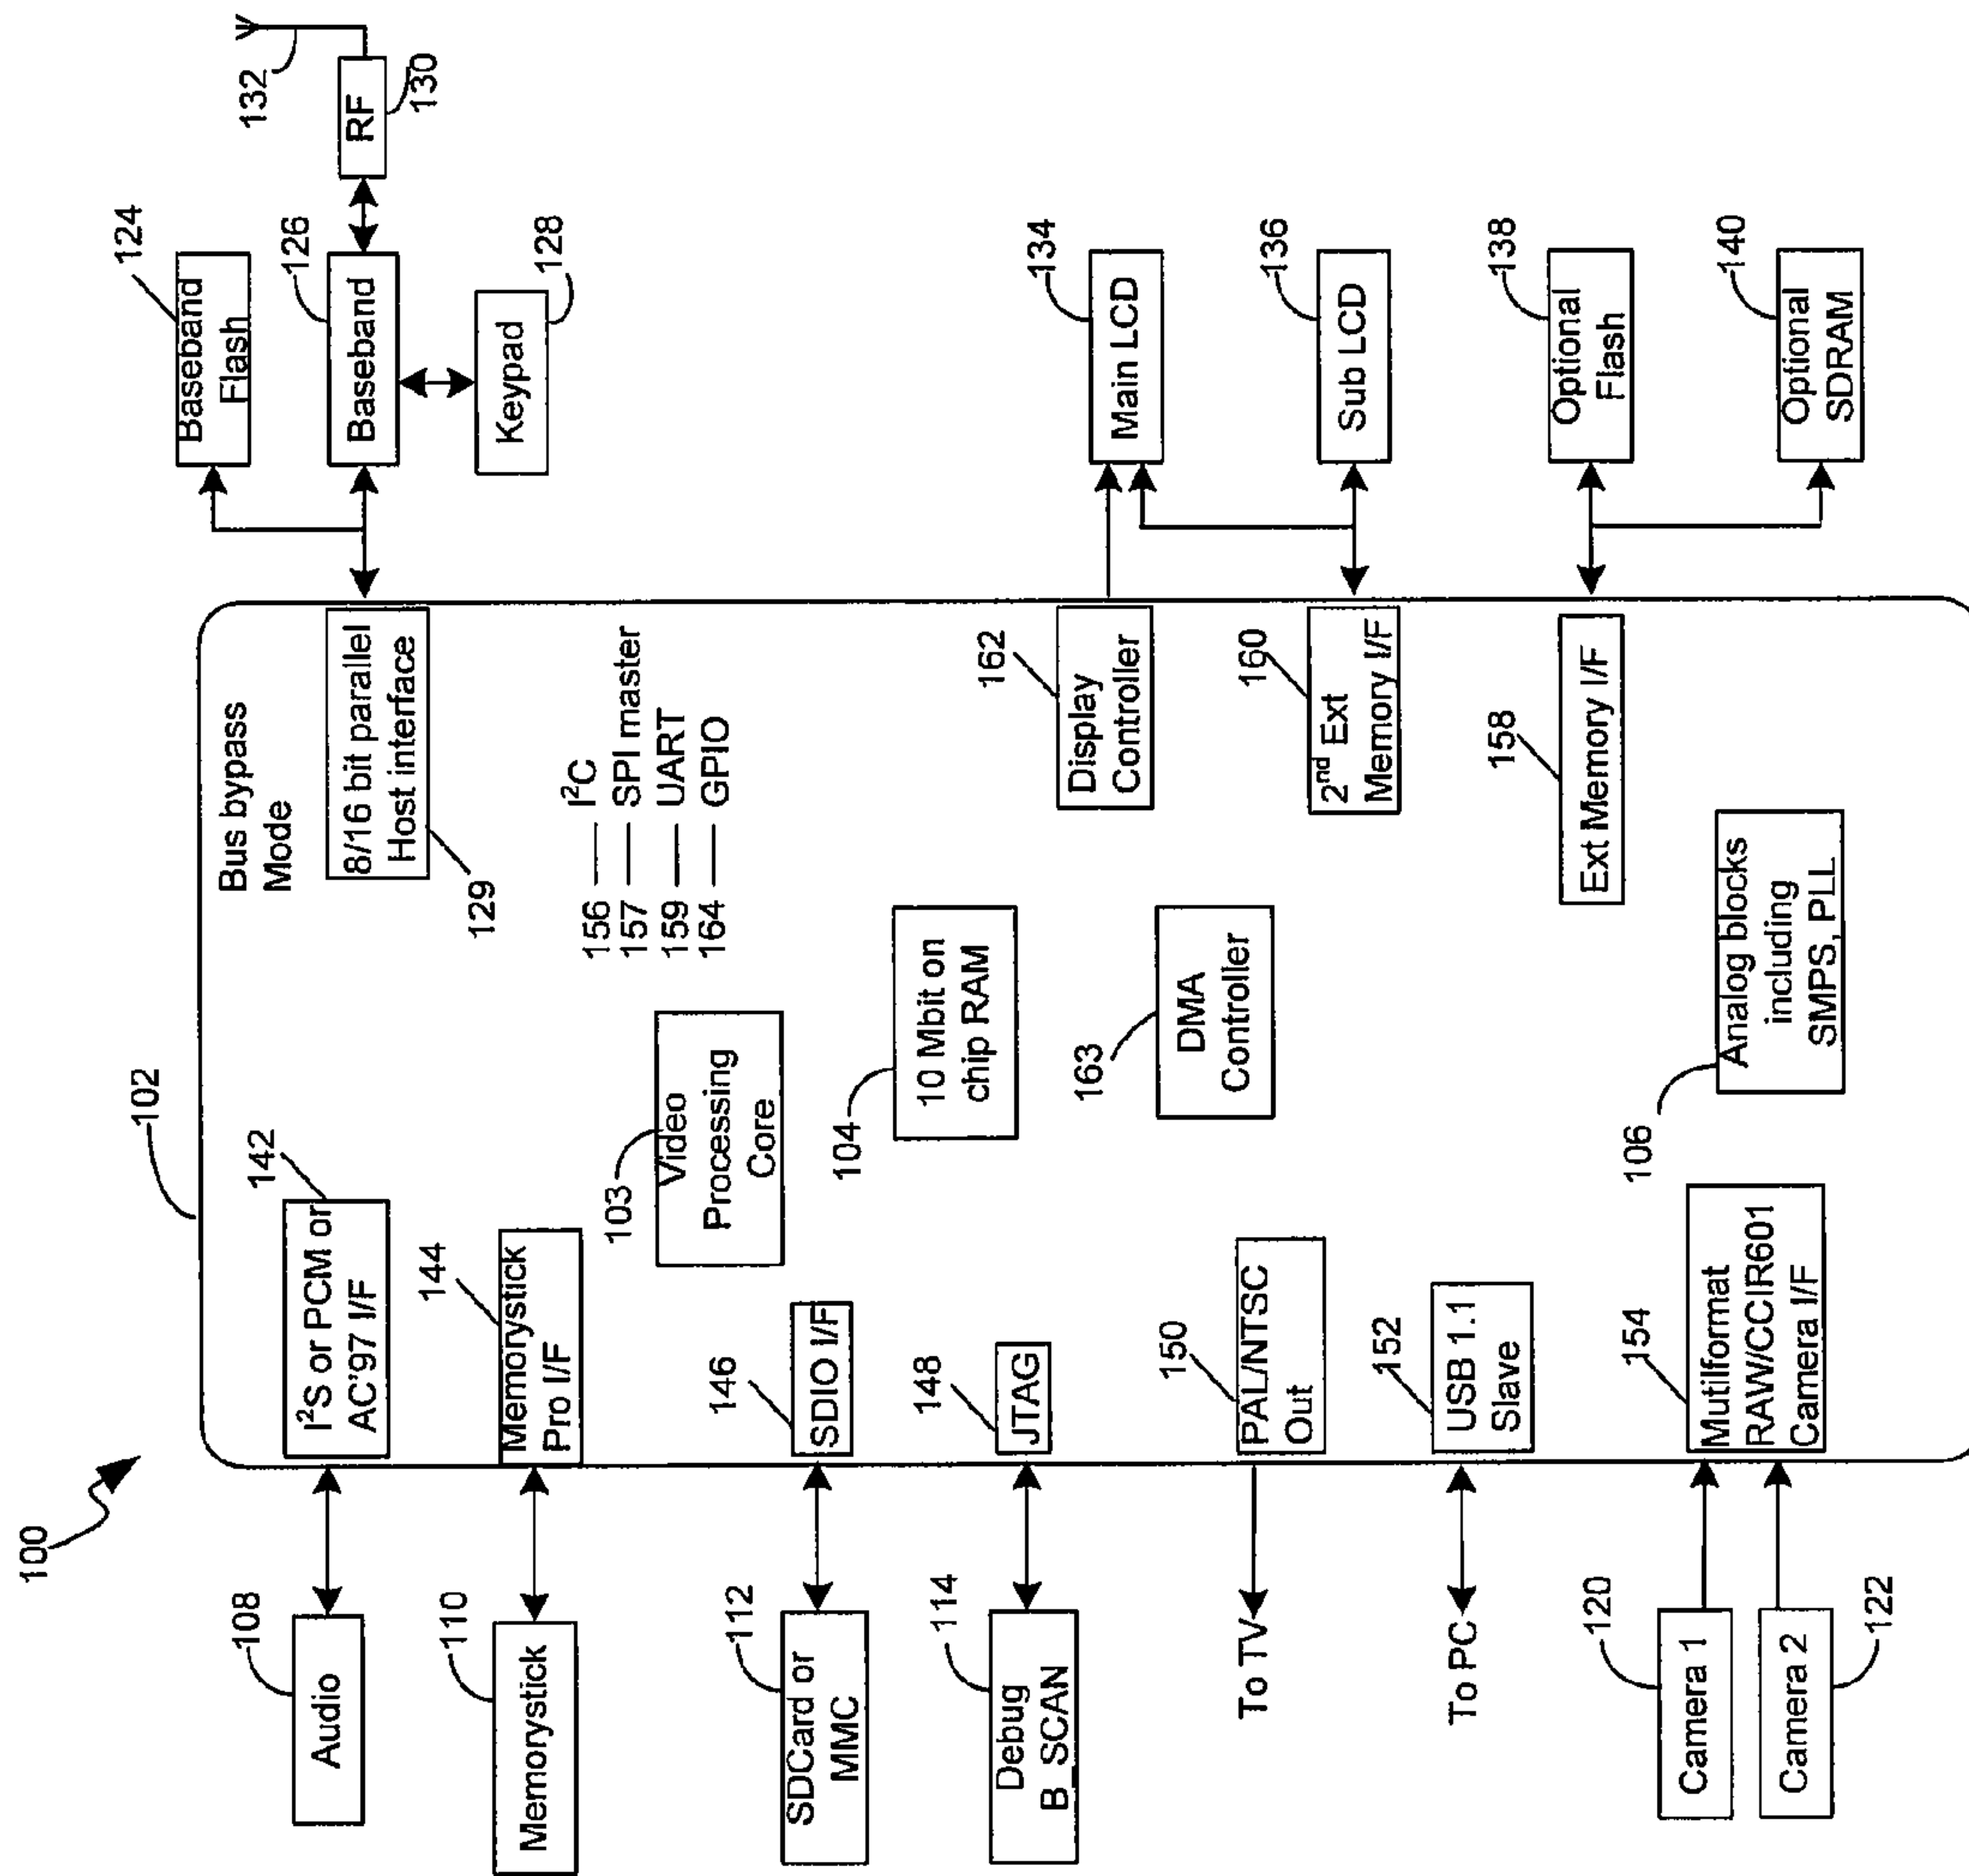 100
102
108
Audio
110
Memorystick
112
SDCard or
MMC
114
Debug
B_SCAN
To TV
To PC
120
Camera 1
Camera 2
122
142
I²S or PCM or
AC'97 I/F
144
Memorystick
Pro I/F
146
SDIO I/F
148
JTAG
150
PAL/NTSC
Out
152
USB 1.1
Slave
154
Mutilformat
RAW/CCIR601
Camera I/F
103
Video
Processing
Core
104
10 Mbit on
chip RAM
163
DMA
Controller
106
Analog blocks
including
SMPS, PLL
Bus bypass
Mode
8/16 bit parallel
Host interface
129
156 I²C
157 SPI master
159 UART
164 GPIO
162
Display
Controller
160
2nd Ext
Memory I/F
158
Ext Memory I/F
124
Baseband
Flash
126
Baseband
128
Keypad
132
RF
130
134
Main LCD
136
Sub LCD
138
Optional
Flash
140
Optional
SDRAM